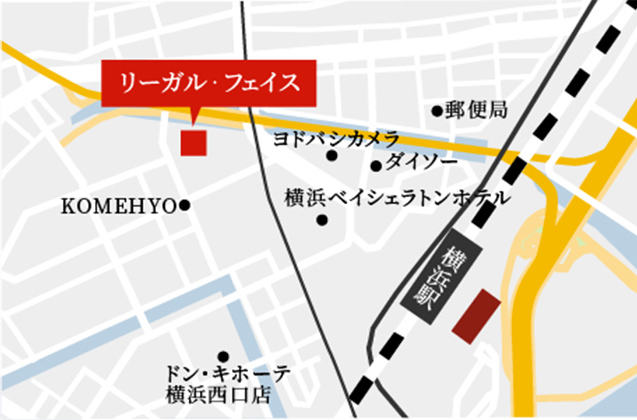 リーガル・フェイス
郵便局
ヨドバシカメラ
ダイソー
横浜ベイシェラトンホテル
KOMEHYO
横浜駅
ドン・キホーテ
横浜西口店